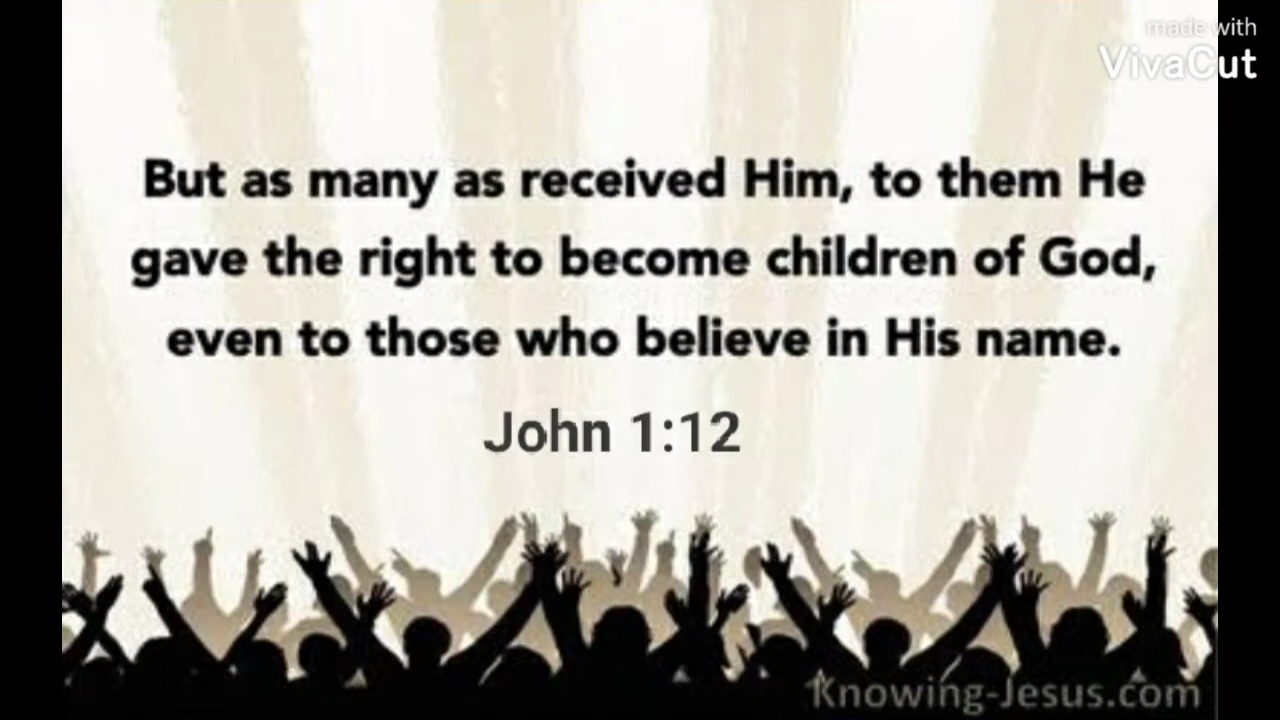 made with
VivaCut
But as many as received Him, to them He
gave the right to become children of God,
even to those who believe in His name.
John 1:12
Knowing-Jesus.com